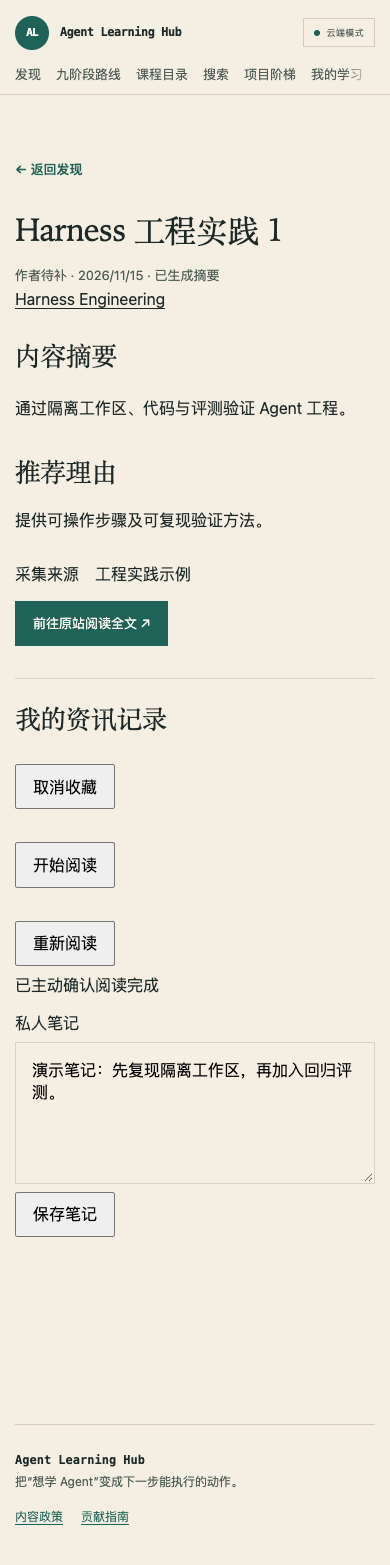 AL
Agent Learning Hub
云端模式
发现 九阶段路线 课程目录 搜索 项目阶梯 我的学习
← 返回发现
Harness 工程实践 1
作者待补 · 2026/11/15 · 已生成摘要
Harness Engineering
内容摘要
通过隔离工作区、代码与评测验证 Agent 工程。
推荐理由
提供可操作步骤及可复现验证方法。
采集来源 工程实践示例
前往原站阅读全文 ↗
我的资讯记录
取消收藏
开始阅读
重新阅读
已主动确认阅读完成
私人笔记
演示笔记：先复现隔离工作区，再加入回归评
测。
保存笔记
Agent Learning Hub
把“想学 Agent”变成下一步能执行的动作。
内容政策 贡献指南